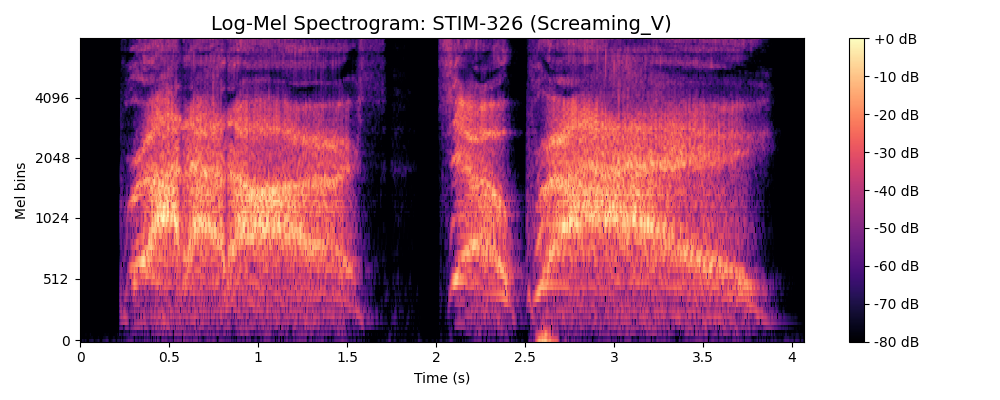 Log-Mel Spectrogram: STIM-326 (Screaming_V)
Mel bins
4096
2048
1024
512
0
0 0.5 1 1.5 2 2.5 3 3.5 4
Time (s)
+0 dB
-10 dB
-20 dB
-30 dB
-40 dB
-50 dB
-60 dB
-70 dB
-80 dB